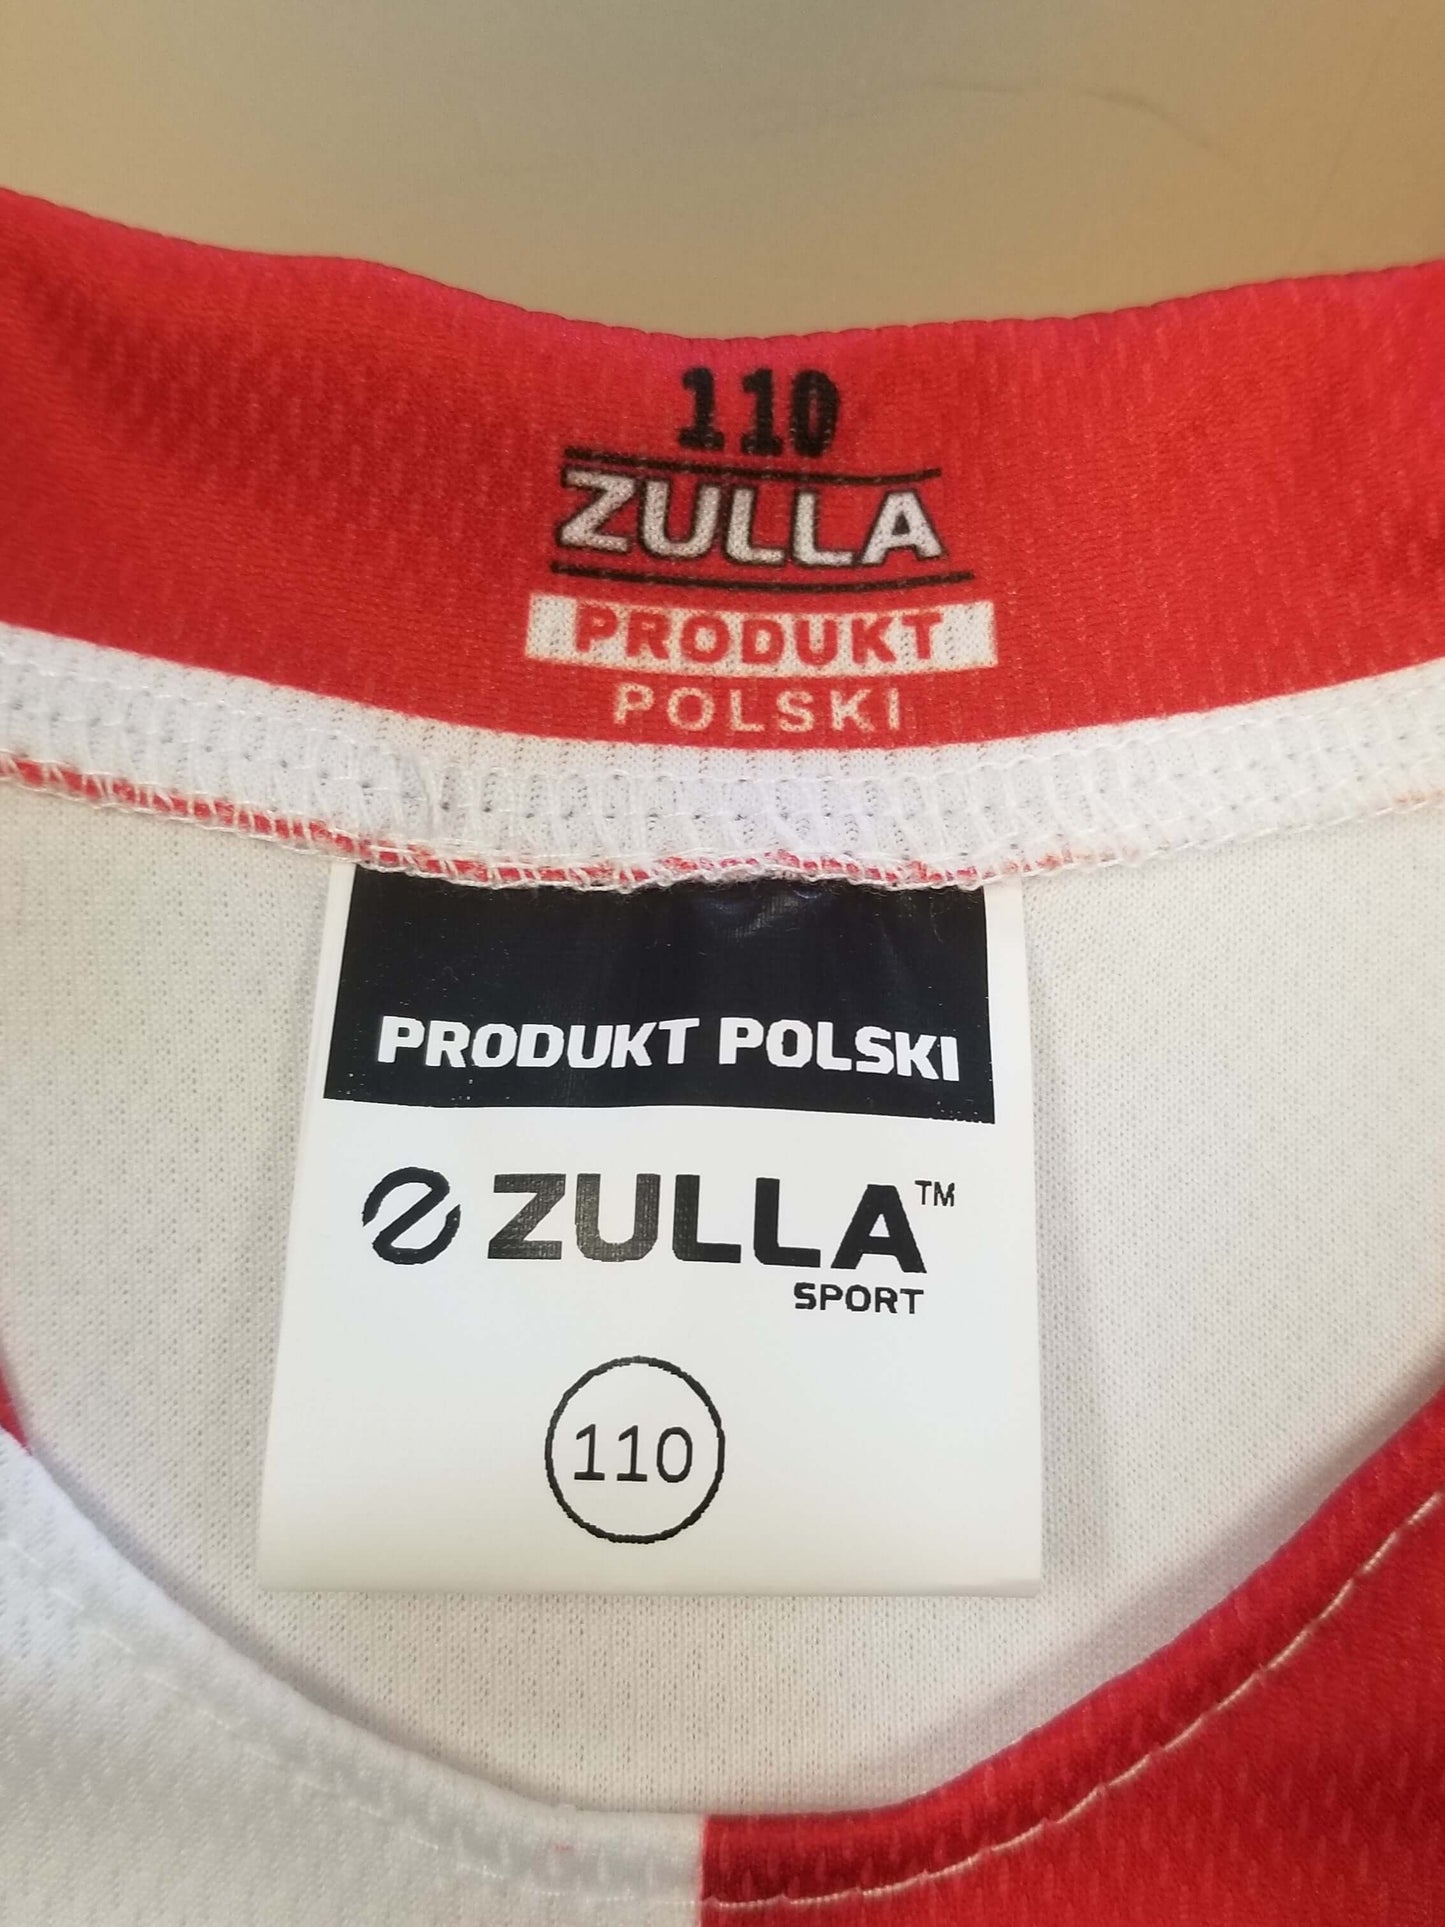 110
ZULLA
PRODUKT
POLSKI
PRODUKT POLSKI
ZULLA™
SPORT
110